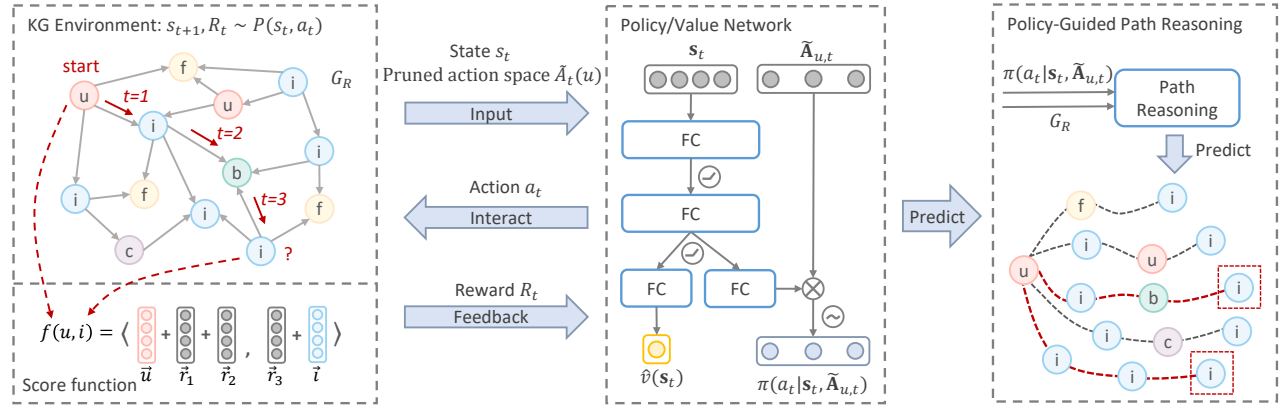 KG Environment: s_{t+1}, R_t ~ P(s_t, a_t)
start
G_R
f
i
u
t=1
u
i
t=2
i
b
i
f
i
t=3
f
c
i
?
f(u,i) = ⟨ + + , + ⟩
u⃗ r⃗_1 r⃗_2 r⃗_3 i⃗
Score function
State s_t
Pruned action space Ã_t(u)
Input
Action a_t
Interact
Reward R_t
Feedback
Policy/Value Network
s_t
Ã_{u,t}
FC
FC
FC
FC
v̂(s_t)
π(a_t|s_t, Ã_{u,t})
Predict
Policy-Guided Path Reasoning
π(a_t|s_t, Ã_{u,t})
G_R
Path
Reasoning
Predict
f
i
i
u
i
u
i
b
i
i
c
i
i
i
i